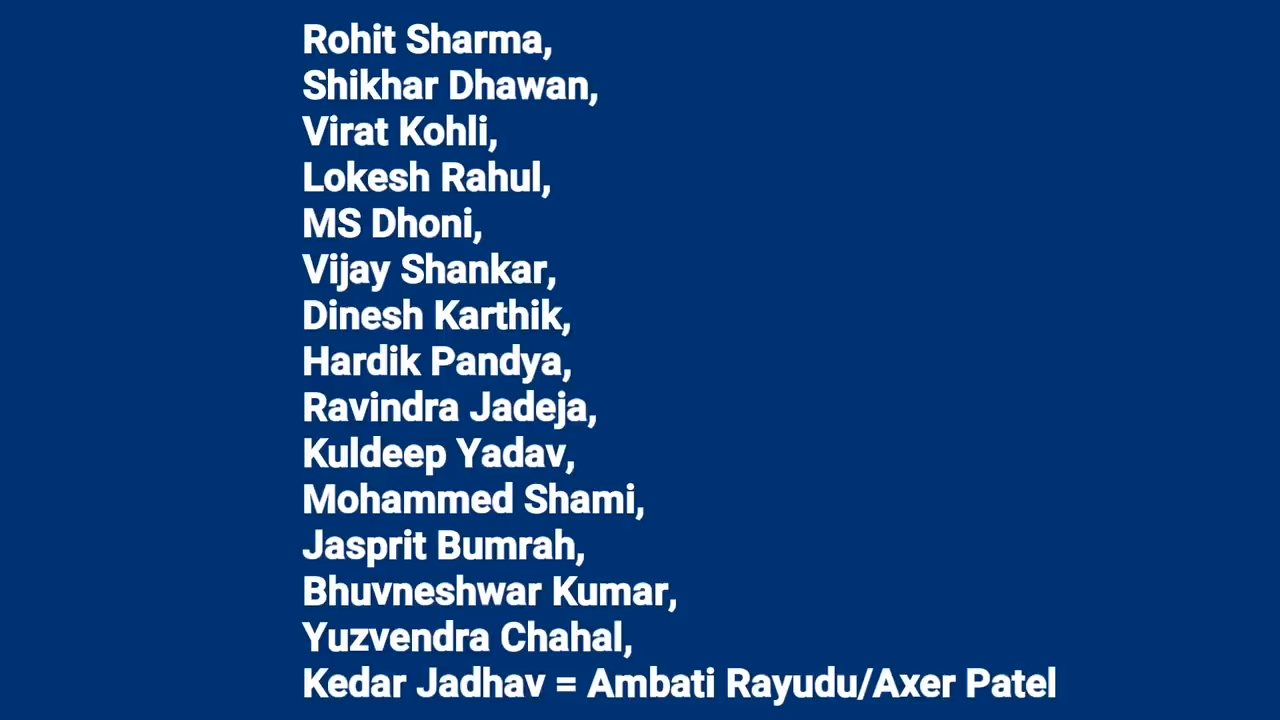 Rohit Sharma,
Shikhar Dhawan,
Virat Kohli,
Lokesh Rahul,
MS Dhoni,
Vijay Shankar,
Dinesh Karthik,
Hardik Pandya,
Ravindra Jadeja,
Kuldeep Yadav,
Mohammed Shami,
Jasprit Bumrah,
Bhuvneshwar Kumar,
Yuzvendra Chahal,
Kedar Jadhav = Ambati Rayudu/Axer Patel